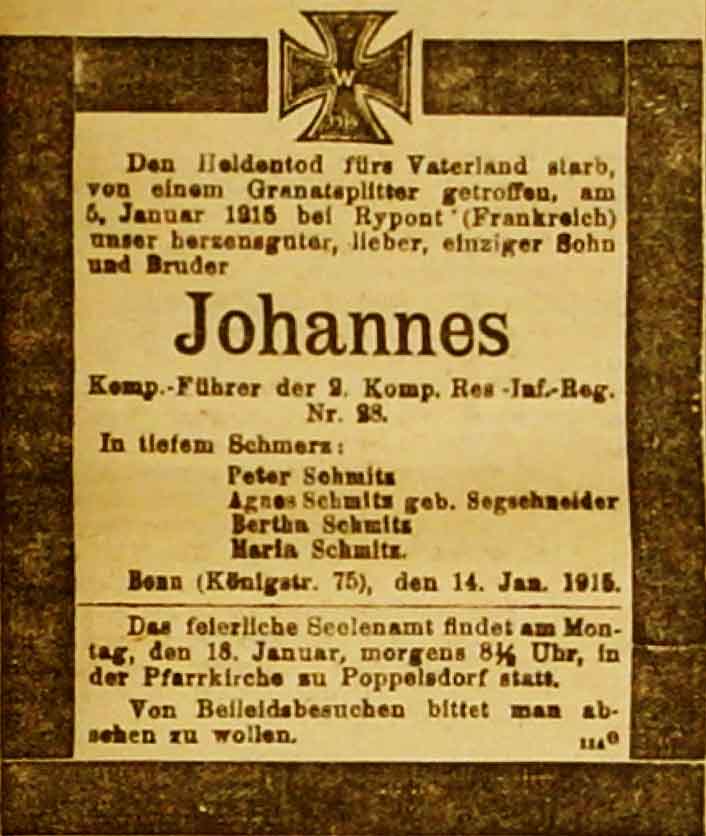 W
Den Heldentod fürs Vaterland starb,
von einem Granatsplitter getroffen, am
5. Januar 1915 bei Rypont (Frankreich)
unser herzensguter, lieber, einziger Sohn
und Bruder
Johannes
Komp.-Führer der 2. Komp. Res.-Inf.-Reg.
Nr. 28.
In tiefem Schmerz:
Peter Schmitz
Agnes Schmitz geb. Segschneider
Bertha Schmitz
Maria Schmitz.
Bonn (Königstr. 75), den 14. Jan. 1915.
Das feierliche Seelenamt findet am Mon-
tag, den 18. Januar, morgens 8½ Uhr, in
der Pfarrkirche zu Poppelsdorf statt.
Von Beileidsbesuchen bittet man ab-
sehen zu wollen.